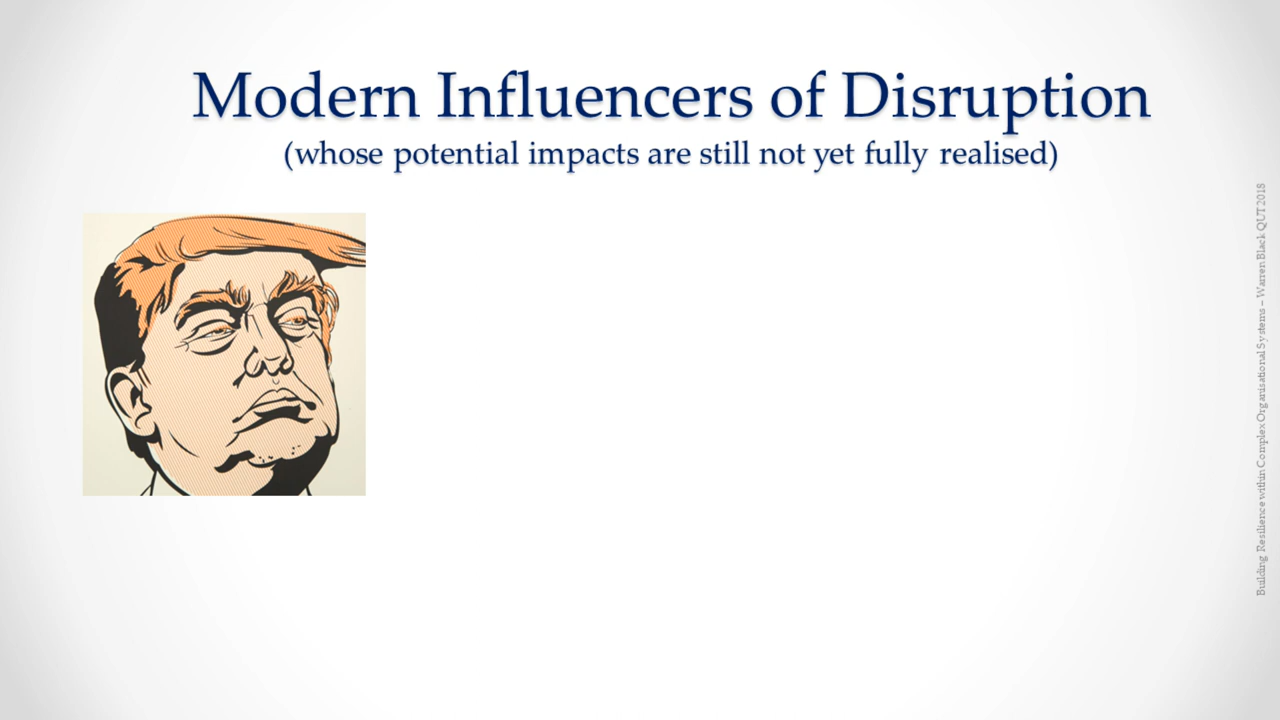 Modern Influencers of Disruption
(whose potential impacts are still not yet fully realised)
Building Resilience within Complex Organisational Systems – Warren Black QUT 2018